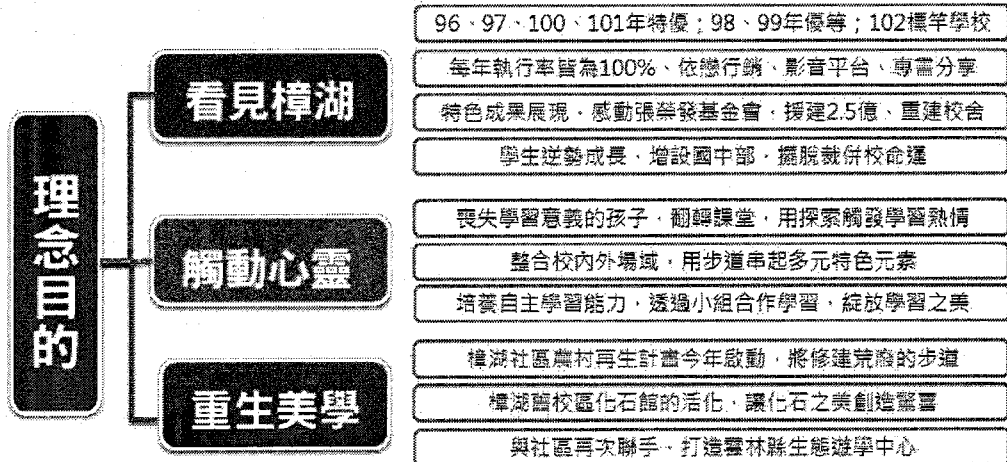 理念目的
看見樟湖
96、97、100、101年特優；98、99年優等；102標竿學校
每年執行率皆為100%、依戀行銷、影音平台、專書分享
特色成果展現，感動張榮發基金會，援建2.5億、重建校舍
學生逆勢成長，增設國中部，擺脫裁併校命運
觸動心靈
喪失學習意義的孩子，翻轉課堂，用探索觸發學習熱情
整合校內外場域，用步道串起多元特色元素
培養自主學習能力，透過小組合作學習，綻放學習之美
重生美學
樟湖社區農村再生計畫今年啟動，將修建荒廢的步道
樟湖舊校區化石館的活化，讓化石之美創造驚喜
與社區再次聯手，打造雲林縣生態遊學中心